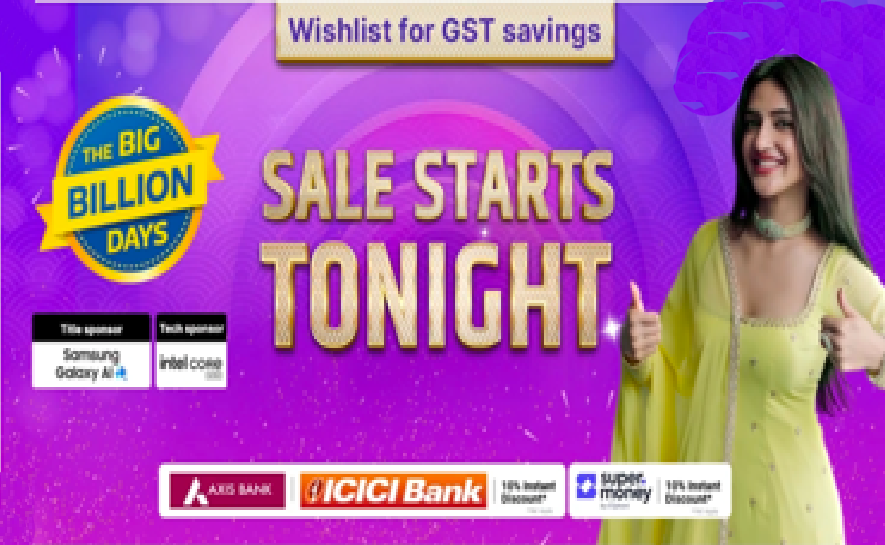 Wishlist for GST savings
THE BIG
BILLION
DAYS
SALE STARTS
TONIGHT
Title sponsor
Samsung
Galaxy AI
Tech sponsor
intel CORE
AXIS BANK
ICICI Bank
10% Instant
Discount*
super.
money
10% Instant
Discount*